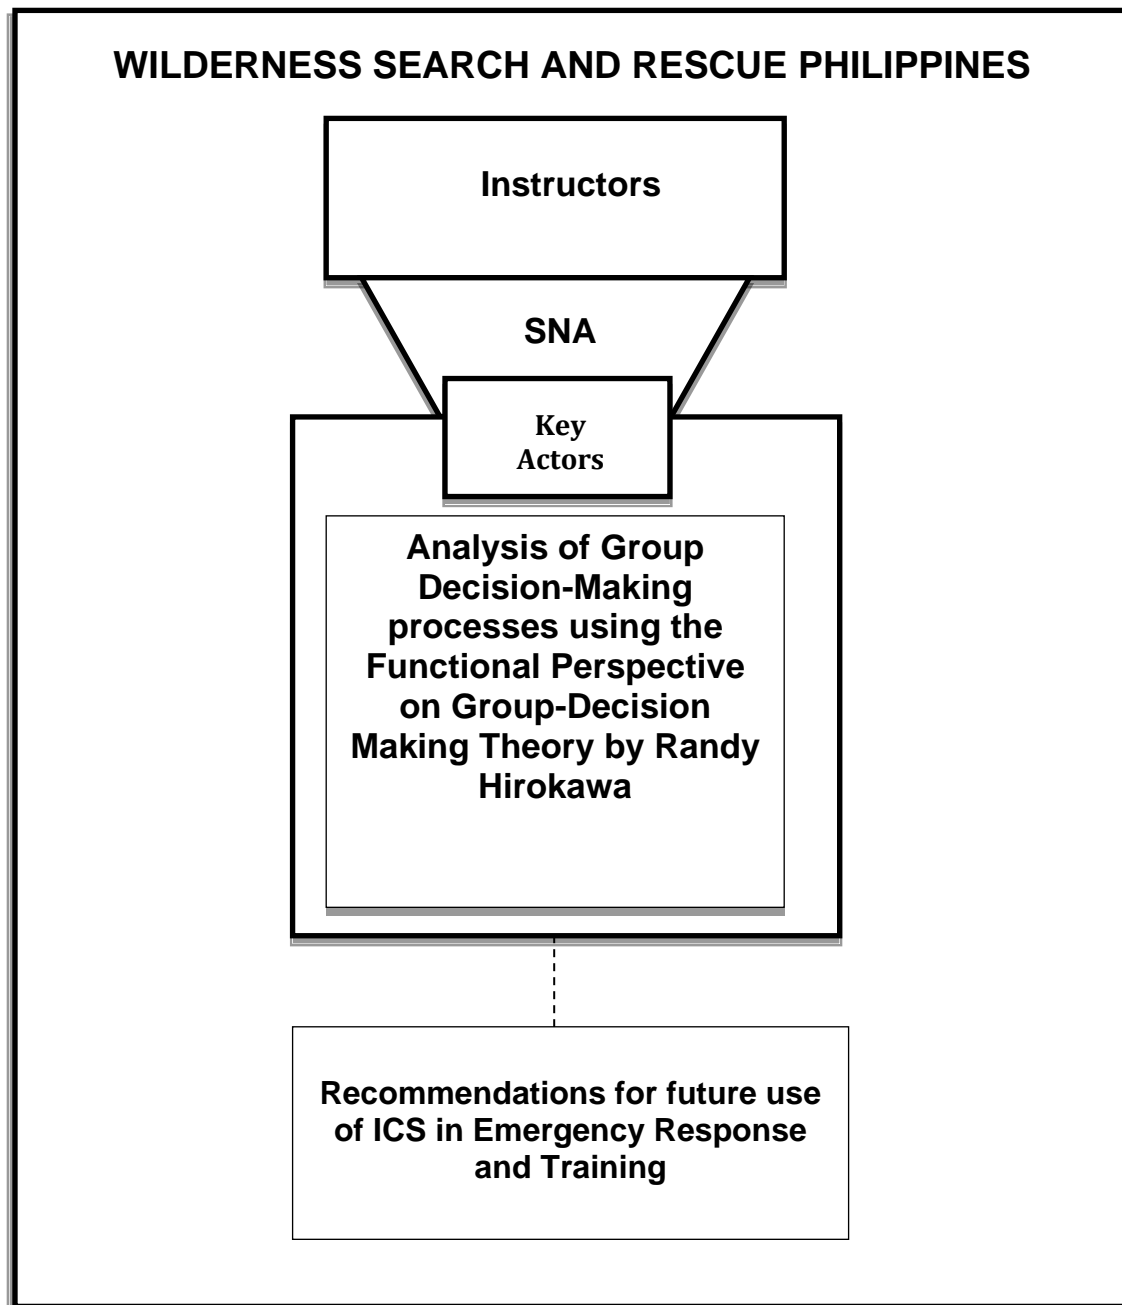 WILDERNESS SEARCH AND RESCUE PHILIPPINES
Instructors
SNA
Key
Actors
Analysis of Group
Decision-Making
processes using the
Functional Perspective
on Group-Decision
Making Theory by Randy
Hirokawa
Recommendations for future use
of ICS in Emergency Response
and Training